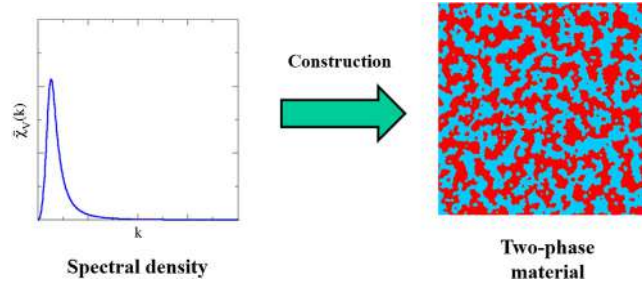 χ̃ᵥ(k)
k
Spectral density
Construction
Two-phase
material